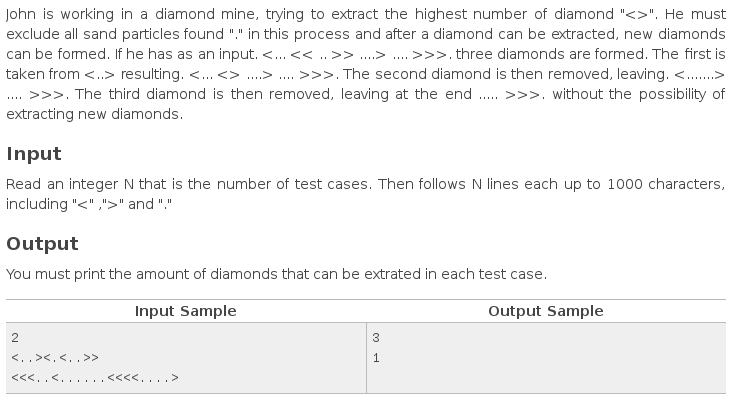 John is working in a diamond mine, trying to extract the highest number of diamond "<>". He must
exclude all sand particles found "." in this process and after a diamond can be extracted, new diamonds
can be formed. If he has as an input. <... << .. >> ....> .... >>>. three diamonds are formed. The first is
taken from <..> resulting. <... <> ....> .... >>>. The second diamond is then removed, leaving. <.......>
.... >>>. The third diamond is then removed, leaving at the end ..... >>>. without the possibility of
extracting new diamonds.
Input
Read an integer N that is the number of test cases. Then follows N lines each up to 1000 characters,
including "<" ,">" and "."
Output
You must print the amount of diamonds that can be extrated in each test case.
Input Sample Output Sample
2 3
<..><.<..>> 1
<<<..<......<<<<....>